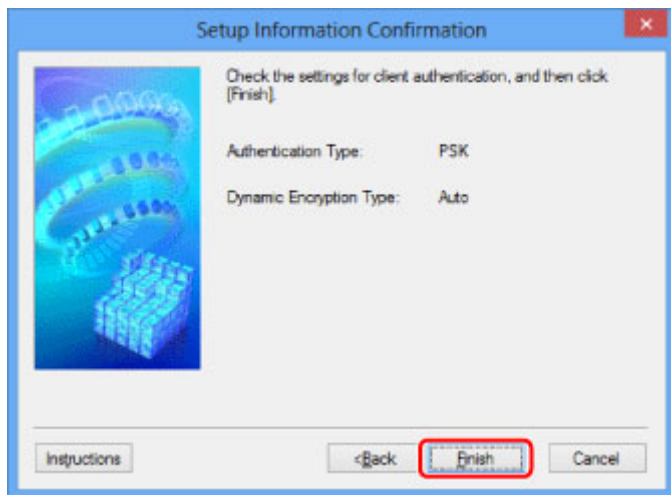 Setup Information Confirmation
Check the settings for client authentication, and then click
[Finish].
Authentication Type: PSK
Dynamic Encryption Type: Auto
Instructions <Back Finish Cancel